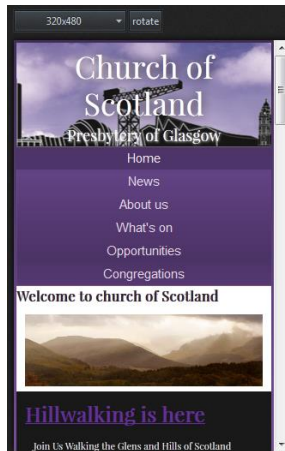 320x480 rotate
Church of
Scotland
Presbytery of Glasgow
Home
News
About us
What's on
Opportunities
Congregations
Welcome to church of Scotland
Hillwalking is here
Join Us Walking the Glens and Hills of Scotland